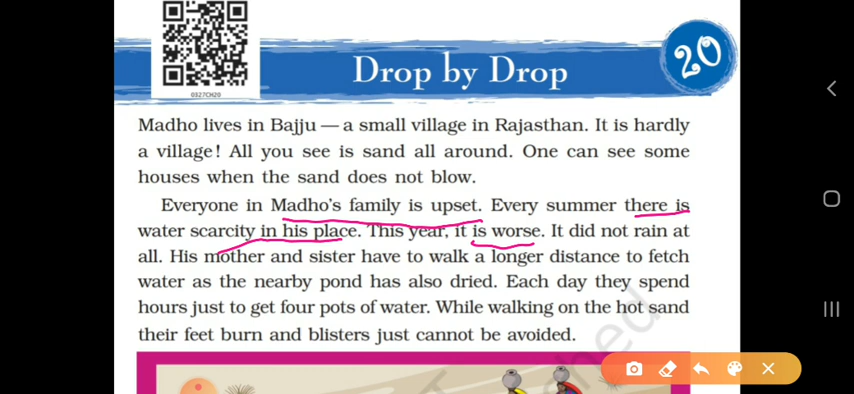 0327CH20
Drop by Drop
20
Madho lives in Bajju — a small village in Rajasthan. It is hardly
a village! All you see is sand all around. One can see some
houses when the sand does not blow.
Everyone in Madho's family is upset. Every summer there is
water scarcity in his place. This year, it is worse. It did not rain at
all. His mother and sister have to walk a longer distance to fetch
water as the nearby pond has also dried. Each day they spend
hours just to get four pots of water. While walking on the hot sand
their feet burn and blisters just cannot be avoided.